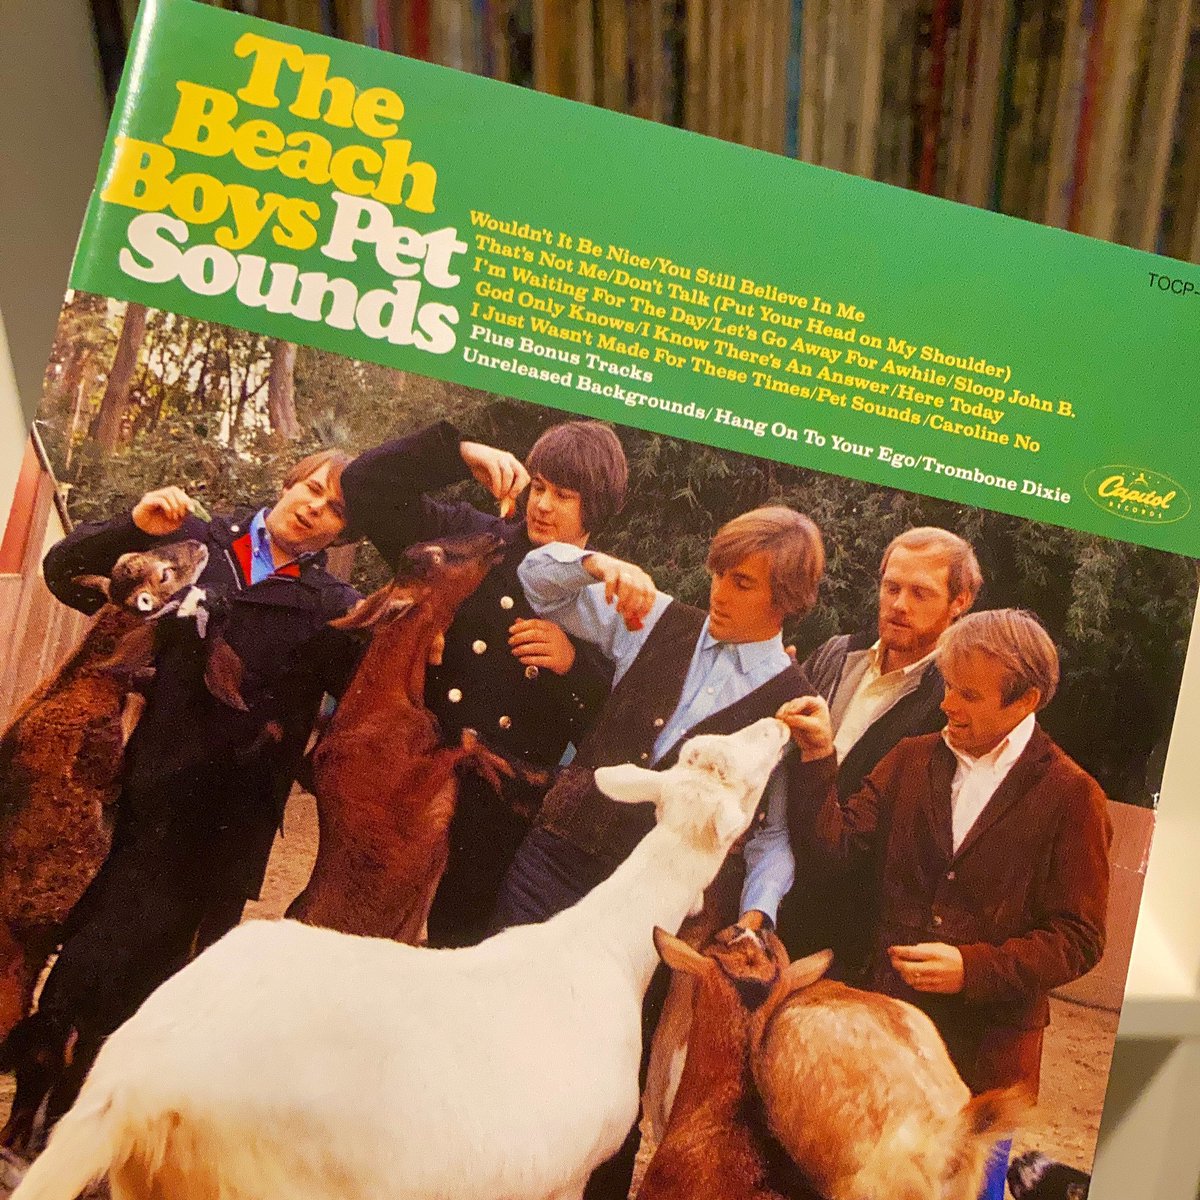 The
Beach
Boys Pet
Sounds
Wouldn't It Be Nice/You Still Believe In Me
That's Not Me/Don't Talk (Put Your Head on My Shoulder)
I'm Waiting For The Day/Let's Go Away For Awhile/Sloop John B.
God Only Knows/I Know There's An Answer/Here Today
I Just Wasn't Made For These Times/Pet Sounds/Caroline No
Plus Bonus Tracks
Unreleased Backgrounds/Hang On To Your Ego/Trombone Dixie
TOCP-
Capitol
RECORDS